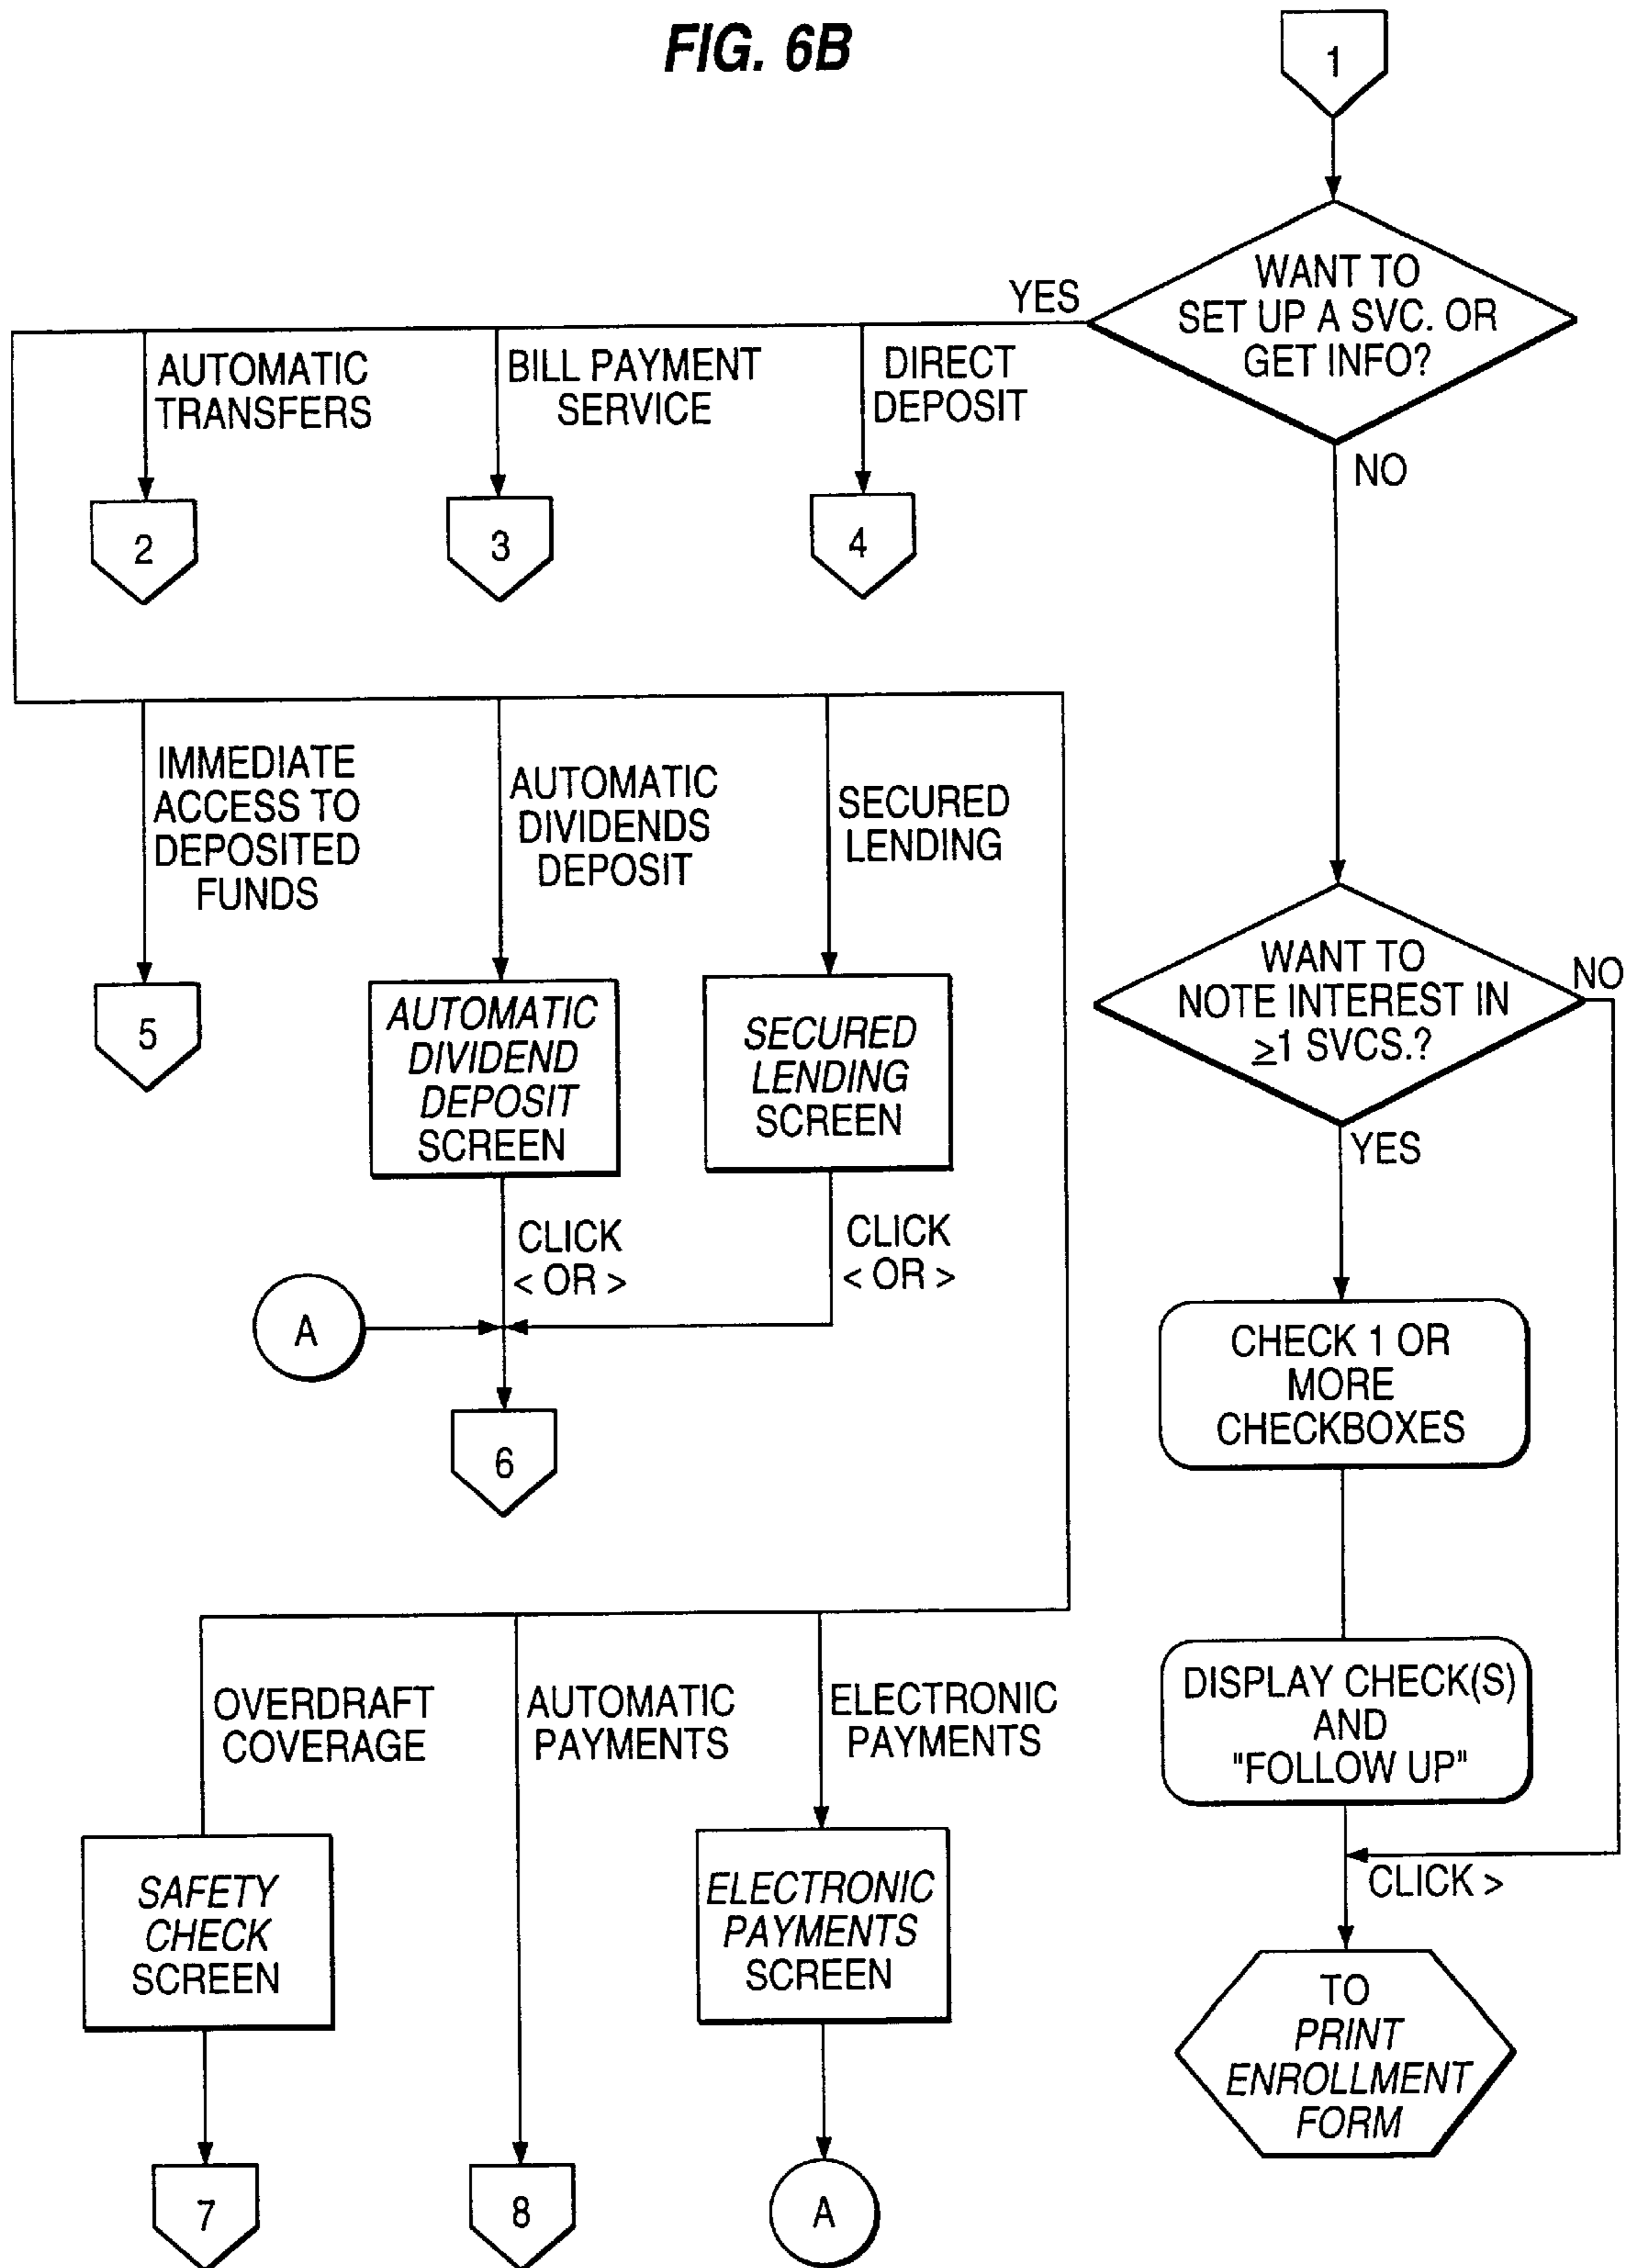 FIG. 6B
1
WANT TO
SET UP A SVC. OR
GET INFO?
YES
NO
AUTOMATIC
TRANSFERS
BILL PAYMENT
SERVICE
DIRECT
DEPOSIT
2
3
4
IMMEDIATE
ACCESS TO
DEPOSITED
FUNDS
AUTOMATIC
DIVIDENDS
DEPOSIT
SECURED
LENDING
5
AUTOMATIC
DIVIDEND
DEPOSIT
SCREEN
SECURED
LENDING
SCREEN
CLICK
< OR >
CLICK
< OR >
A
6
WANT TO
NOTE INTEREST IN
≥1 SVCS.?
NO
YES
CHECK 1 OR
MORE
CHECKBOXES
DISPLAY CHECK(S)
AND
"FOLLOW UP"
CLICK >
TO
PRINT
ENROLLMENT
FORM
OVERDRAFT
COVERAGE
AUTOMATIC
PAYMENTS
ELECTRONIC
PAYMENTS
SAFETY
CHECK
SCREEN
ELECTRONIC
PAYMENTS
SCREEN
7
8
A